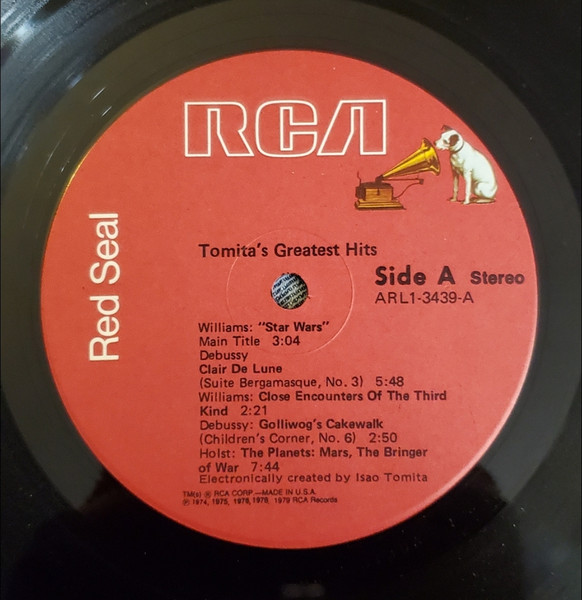 RCA
Red Seal
Tomita's Greatest Hits
Side A Stereo
ARL1-3439-A
Williams: "Star Wars"
Main Title 3:04
Debussy
Clair De Lune
(Suite Bergamasque, No. 3) 5:48
Williams: Close Encounters Of The Third
Kind 2:21
Debussy: Golliwog's Cakewalk
(Children's Corner, No. 6) 2:50
Holst: The Planets: Mars, The Bringer
of War 7:44
Electronically created by Isao Tomita
TM(s) ® RCA CORP.—MADE IN U.S.A.
℗ 1974, 1975, 1976, 1978, 1979 RCA Records